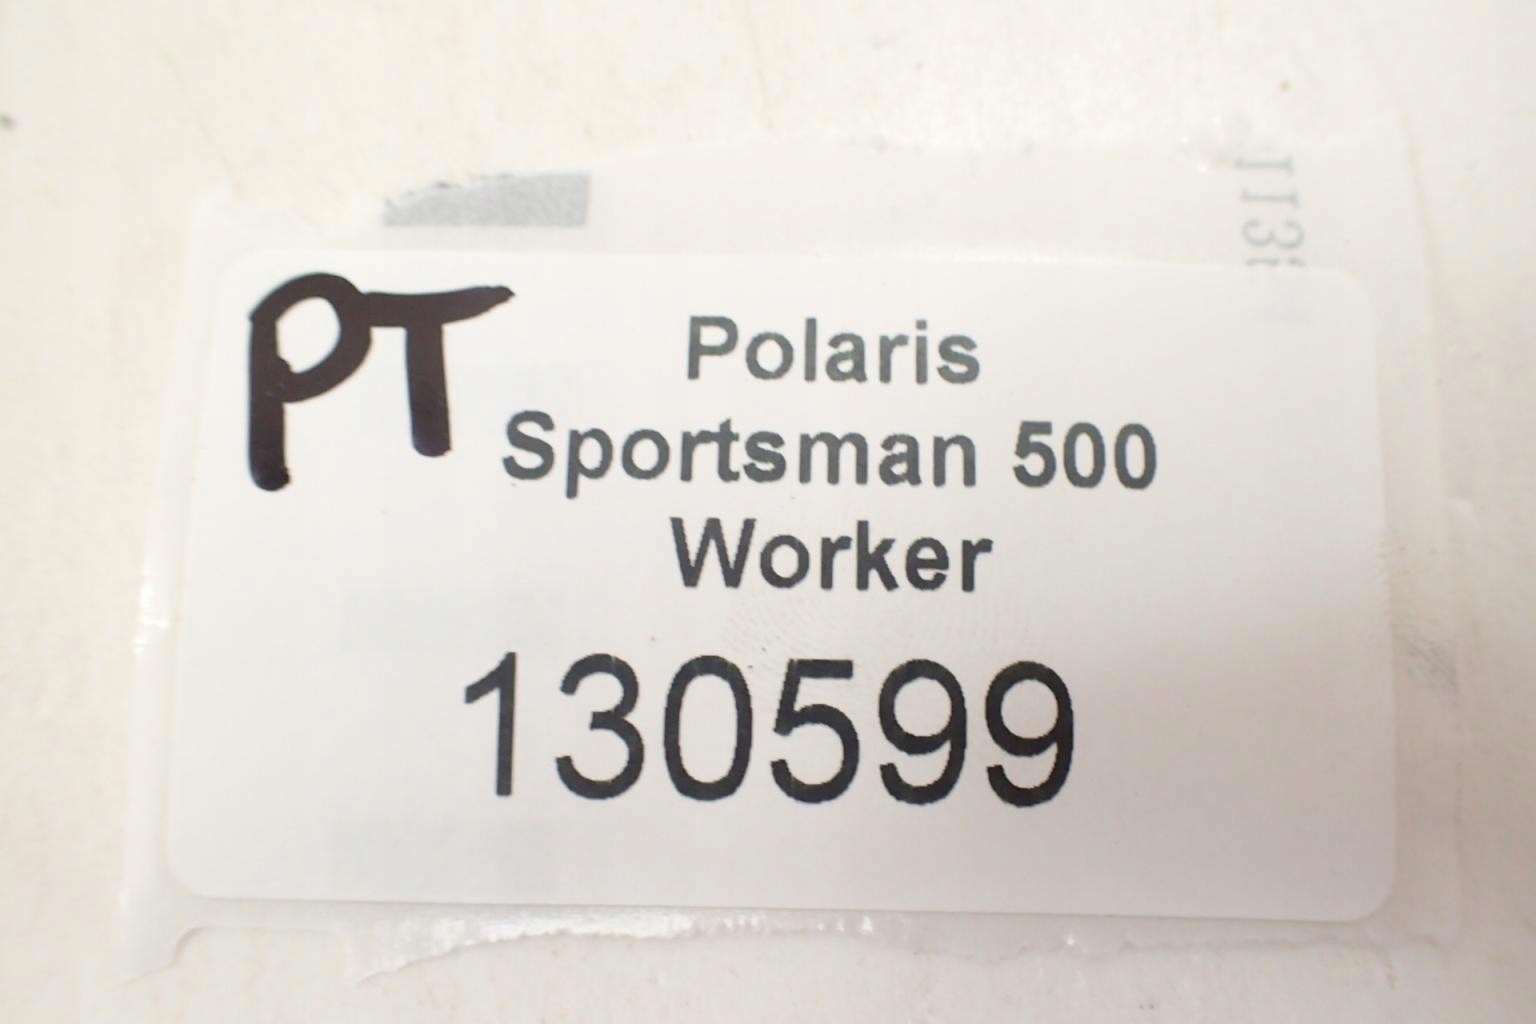 PT
Polaris
Sportsman 500
Worker
130599